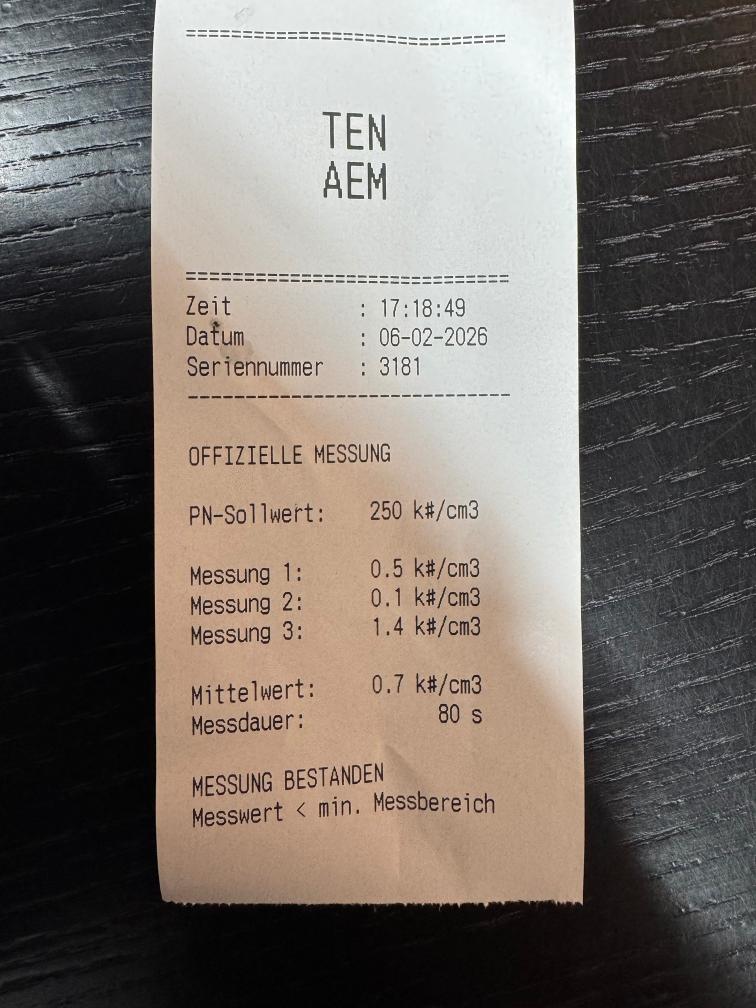 ==============================
TEN
AEM
==============================
Zeit : 17:18:49
Datum : 06-02-2026
Seriennummer : 3181
------------------------------
OFFIZIELLE MESSUNG
PN-Sollwert: 250 k#/cm3
Messung 1: 0.5 k#/cm3
Messung 2: 0.1 k#/cm3
Messung 3: 1.4 k#/cm3
Mittelwert: 0.7 k#/cm3
Messdauer: 80 s
MESSUNG BESTANDEN
Messwert < min. Messbereich